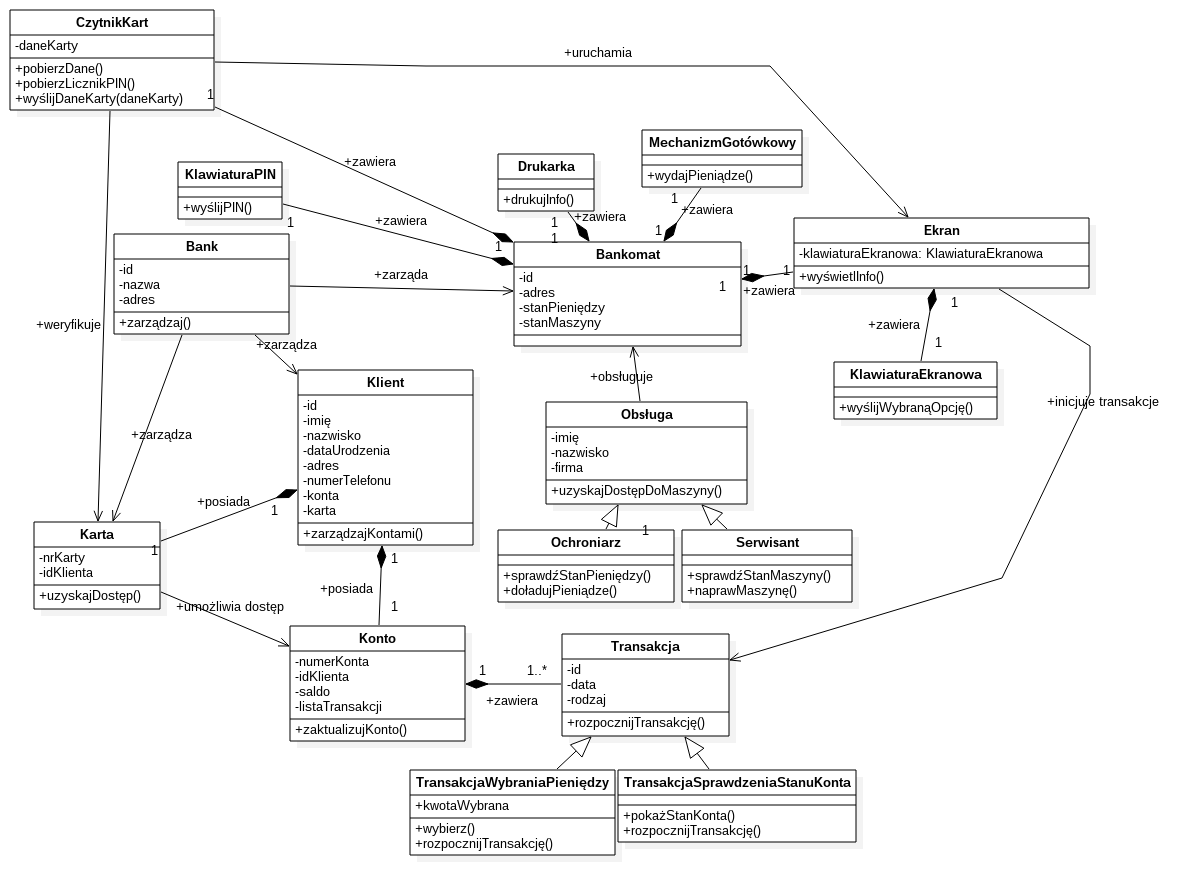 CzytnikKart
-daneKarty
+pobierzDane()
+pobierzLicznikPIN()
+wyślijDaneKarty(daneKarty)
1
+uruchamia
+zawiera
1
KlawiaturaPIN
+wyślijPIN()
1
+zawiera
Drukarka
+drukujInfo()
1
+zawiera
1
MechanizmGotówkowy
+wydajPieniądze()
1
+zawiera
1
Ekran
-klawiaturaEkranowa: KlawiaturaEkranowa
+wyświetlInfo()
1
1
+zawiera
1
Bank
-id
-nazwa
-adres
+zarządzaj()
+zarząda
Bankomat
-id
-adres
-stanPieniędzy
-stanMaszyny
1
+zawiera
1
KlawiaturaEkranowa
+wyślijWybranąOpcję()
+weryfikuje
+zarządza
+zarządza
+obsługuje
+inicjuje transakcje
Klient
-id
-imię
-nazwisko
-dataUrodzenia
-adres
-numerTelefonu
-konta
-karta
+zarządzajKontami()
Obsługa
-imię
-nazwisko
-firma
+uzyskajDostępDoMaszyny()
+posiada
1
1
Karta
-nrKarty
-idKlienta
+uzyskajDostęp()
1
Ochroniarz
+sprawdźStanPieniędzy()
+doładujPieniądze()
Serwisant
+sprawdźStanMaszyny()
+naprawMaszynę()
1
+posiada
1
+umożliwia dostęp
Konto
-numerKonta
-idKlienta
-saldo
-listaTransakcji
+zaktualizujKonto()
1
1..*
+zawiera
Transakcja
-id
-data
-rodzaj
+rozpocznijTransakcję()
TransakcjaWybraniaPieniędzy
+kwotaWybrana
+wybierz()
+rozpocznijTransakcję()
TransakcjaSprawdzeniaStanuKonta
+pokażStanKonta()
+rozpocznijTransakcję()